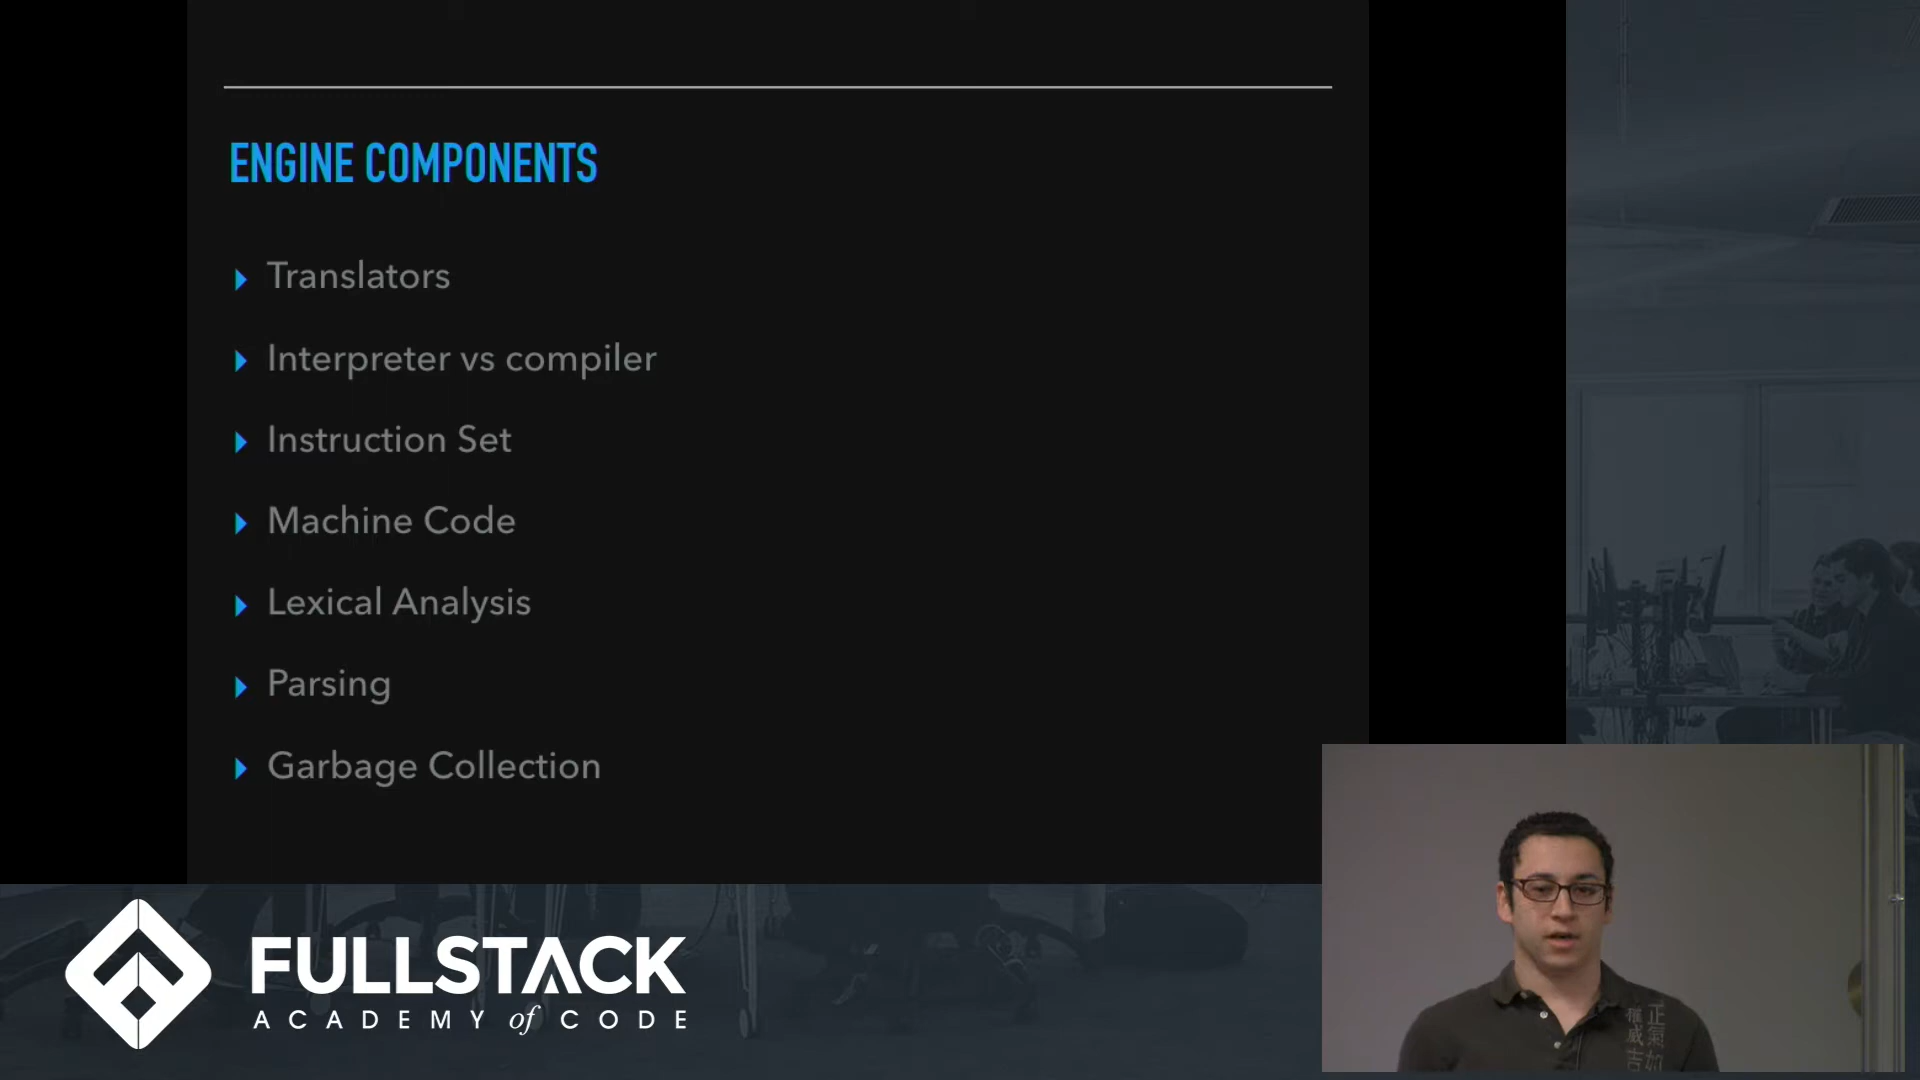 ENGINE COMPONENTS
Translators
Interpreter vs compiler
Instruction Set
Machine Code
Lexical Analysis
Parsing
Garbage Collection
FULLSTACK
ACADEMY of CODE